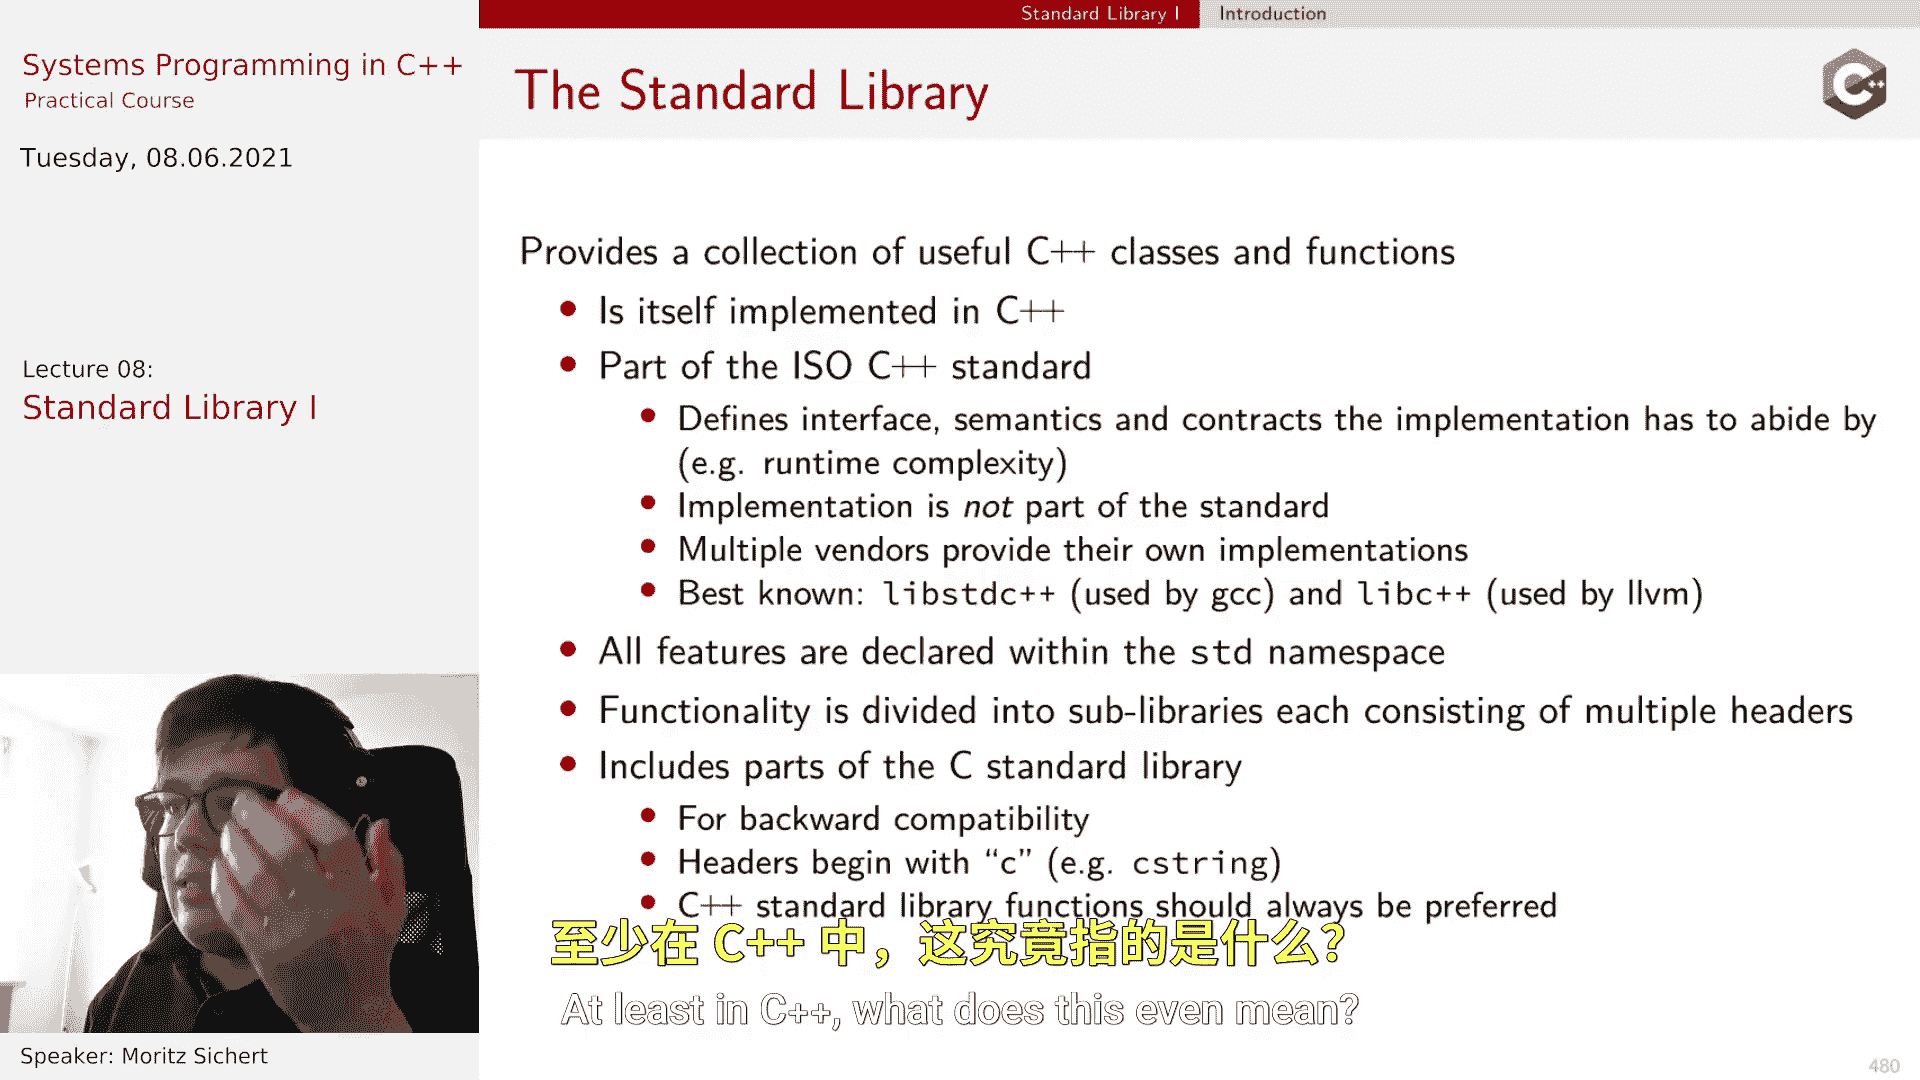 Standard Library I
Introduction
Systems Programming in C++
Practical Course
Tuesday, 08.06.2021
Lecture 08:
Standard Library I
Speaker: Moritz Sichert
The Standard Library
C++
Provides a collection of useful C++ classes and functions
• Is itself implemented in C++
• Part of the ISO C++ standard
• Defines interface, semantics and contracts the implementation has to abide by
(e.g. runtime complexity)
• Implementation is not part of the standard
• Multiple vendors provide their own implementations
• Best known: libstdc++ (used by gcc) and libc++ (used by llvm)
• All features are declared within the std namespace
• Functionality is divided into sub-libraries each consisting of multiple headers
• Includes parts of the C standard library
• For backward compatibility
• Headers begin with “c” (e.g. cstring)
• C++ standard library functions should always be preferred
至少在 C++ 中，这究竟指的是什么？
At least in C++, what does this even mean?
480